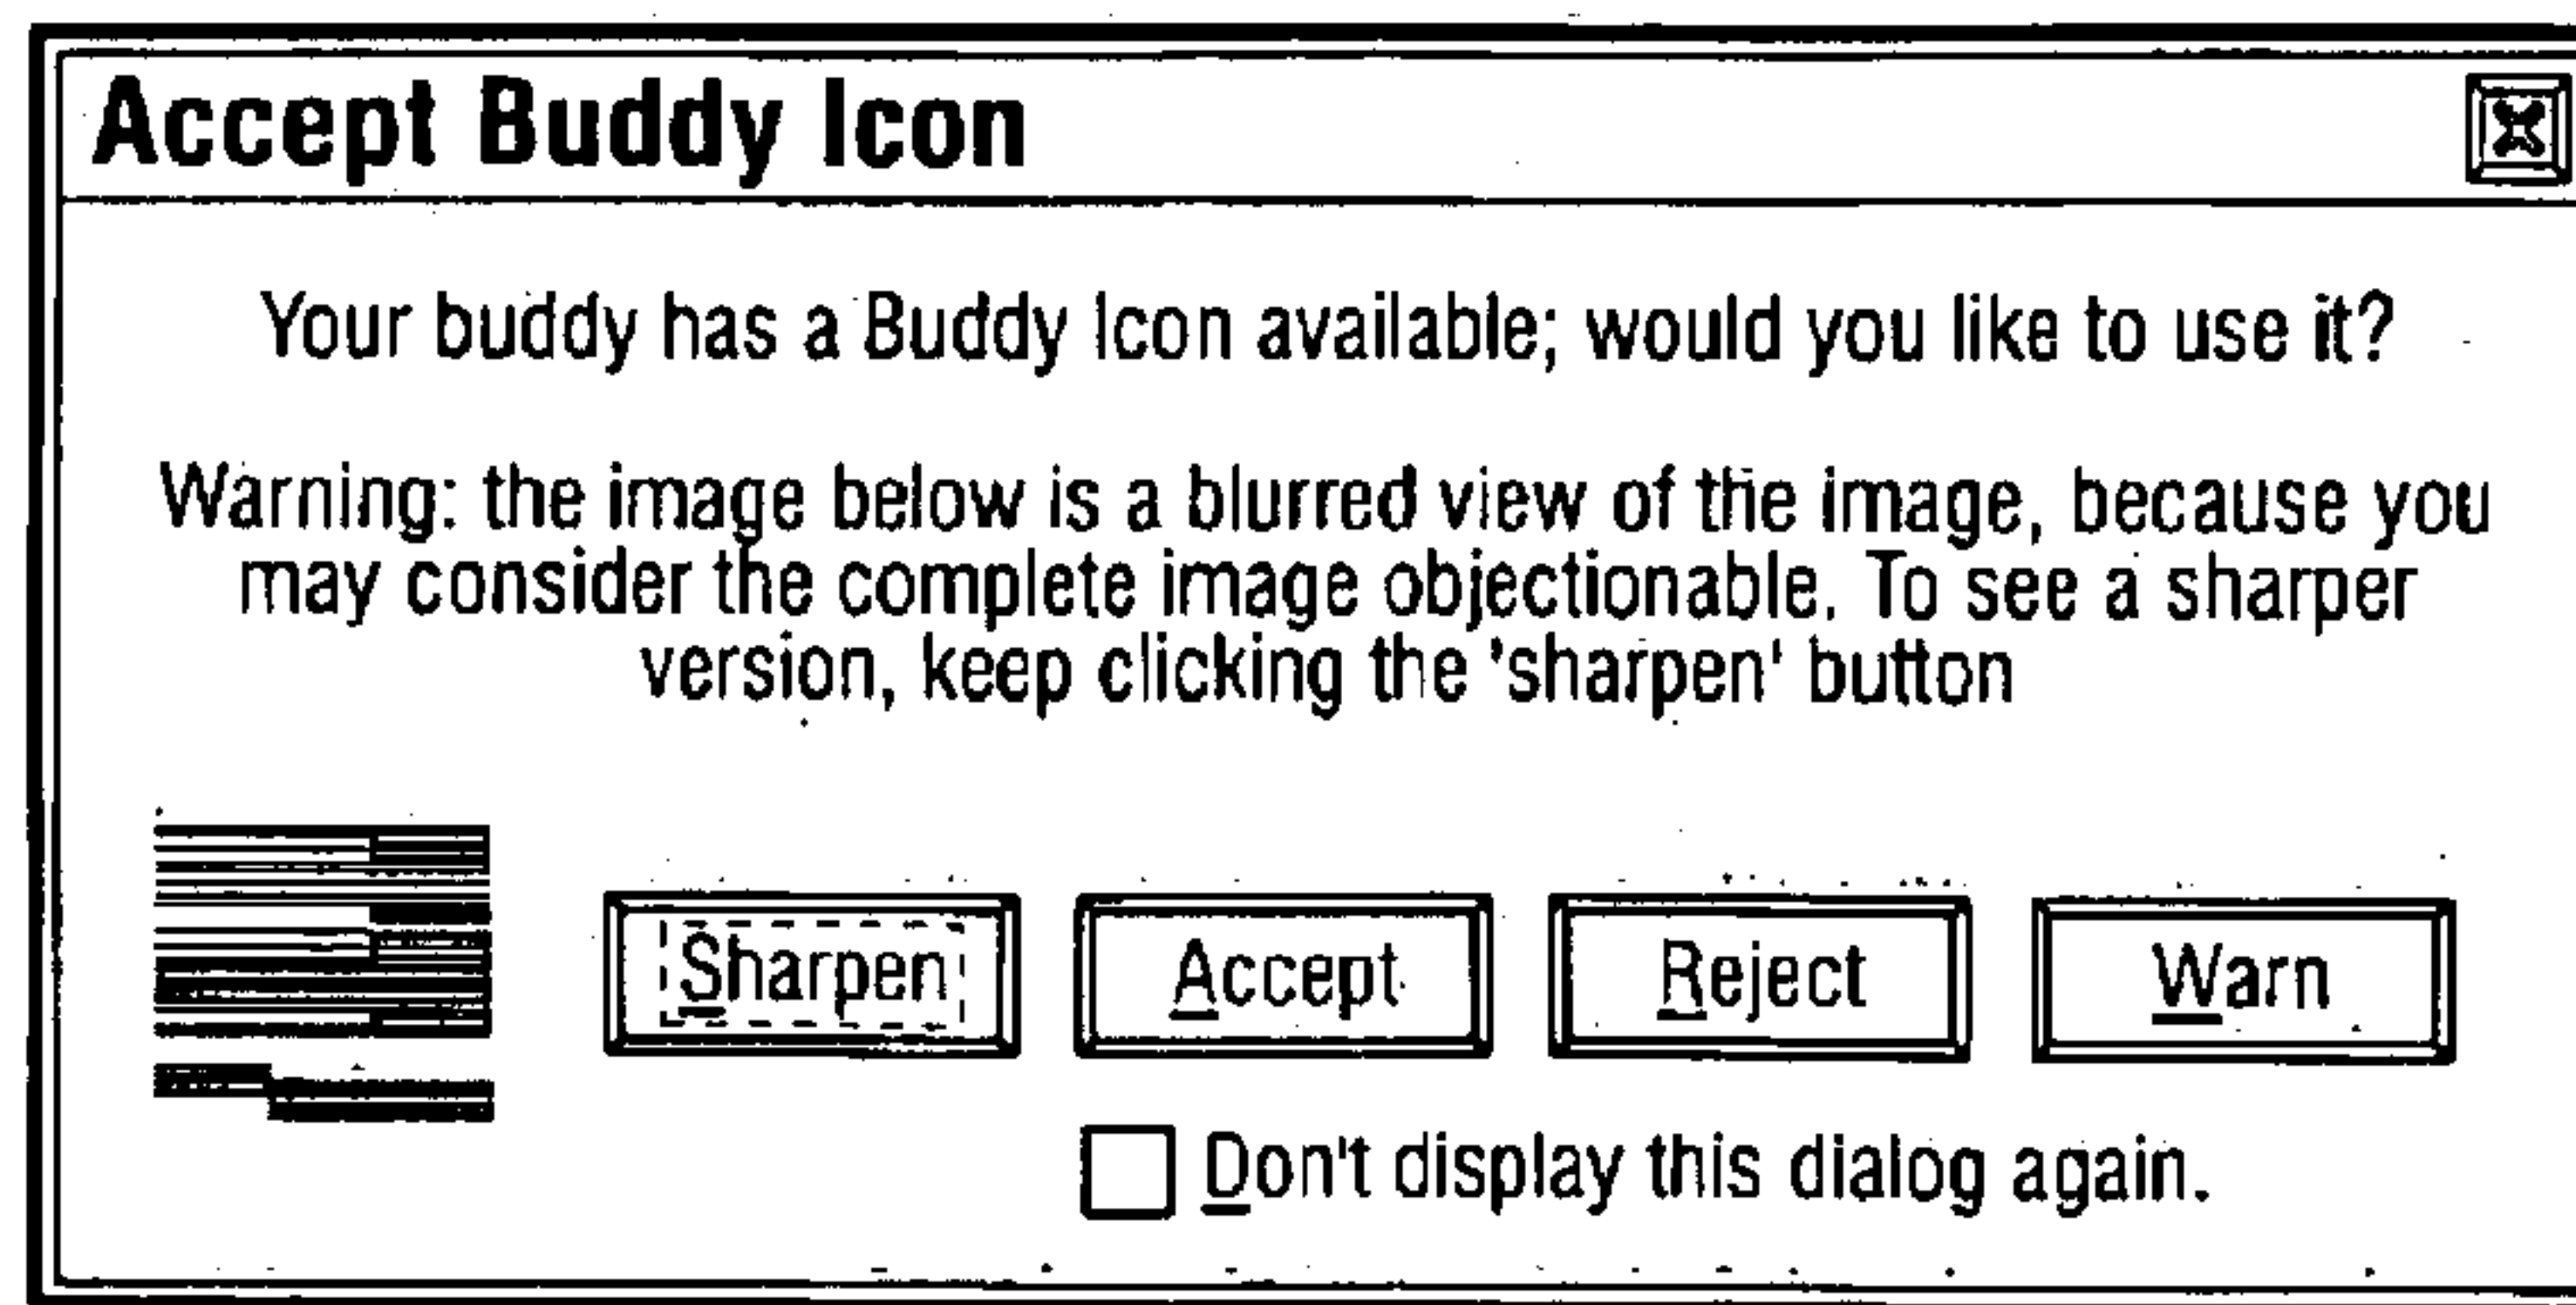 Accept Buddy Icon
Your buddy has a Buddy Icon available; would you like to use it?
Warning: the image below is a blurred view of the image, because you
may consider the complete image objectionable. To see a sharper
version, keep clicking the 'sharpen' button
Sharpen Accept Reject Warn
Don't display this dialog again.